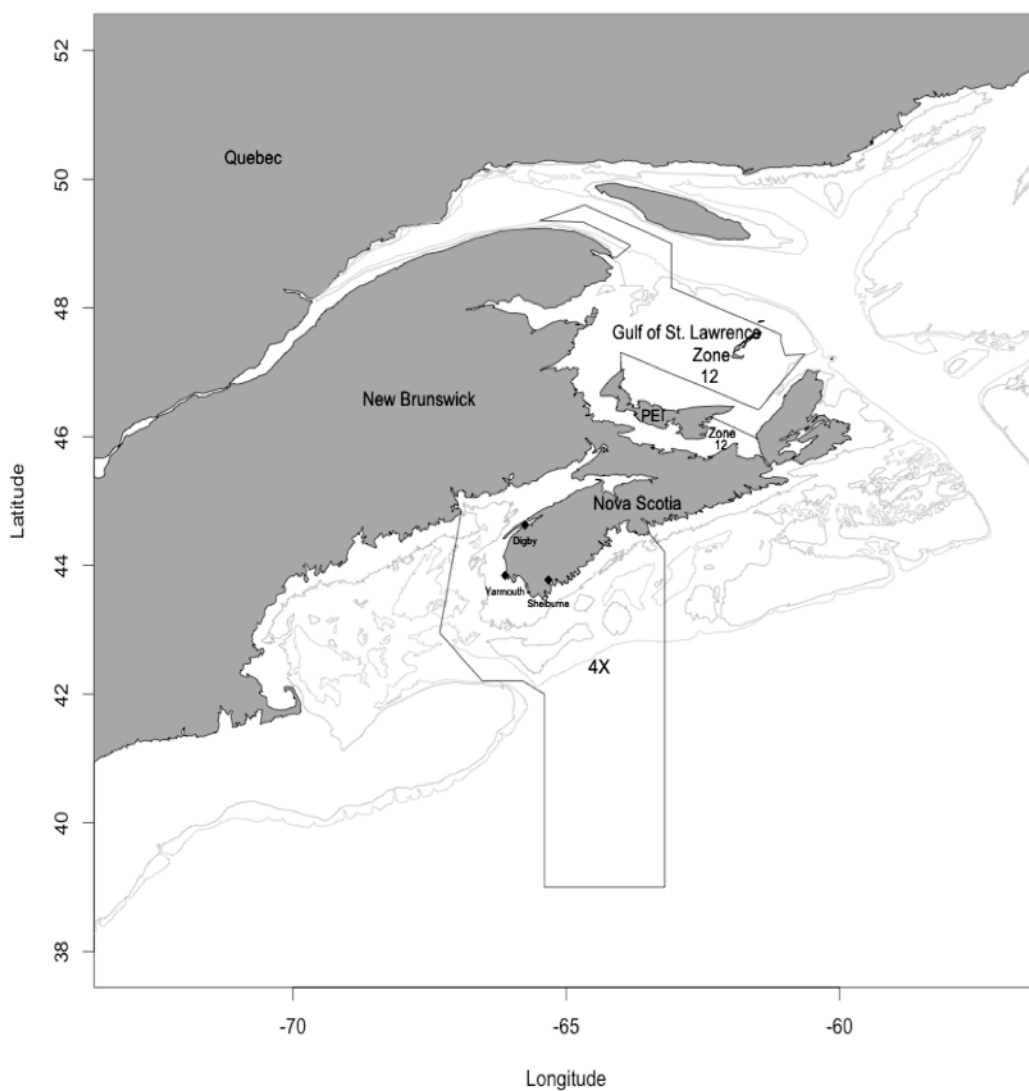 52
50
48
46
44
42
40
38
Latitude
Quebec
Gulf of St. Lawrence
Zone
12
New Brunswick
PEI
Zone
12
Nova Scotia
Digby
Yarmouth
Shelburne
4X
-70
-65
-60
Longitude